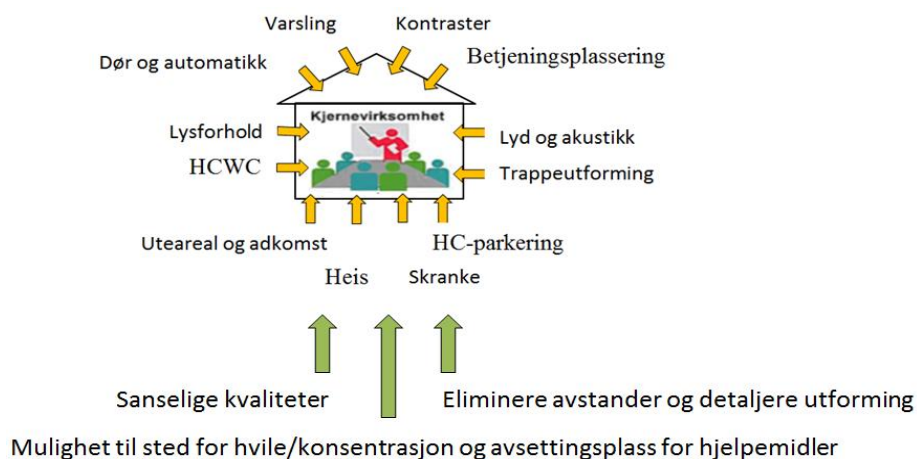 Varsling
Kontraster
Dør og automatikk
Betjeningsplassering
Kjernevirksomhet
Lysforhold
Lyd og akustikk
HCWC
Trappeutforming
Uteareal og adkomst
HC-parkering
Heis
Skranke
Sanselige kvaliteter
Eliminere avstander og detaljere utforming
Mulighet til sted for hvile/konsentrasjon og avsettingsplass for hjelpemidler